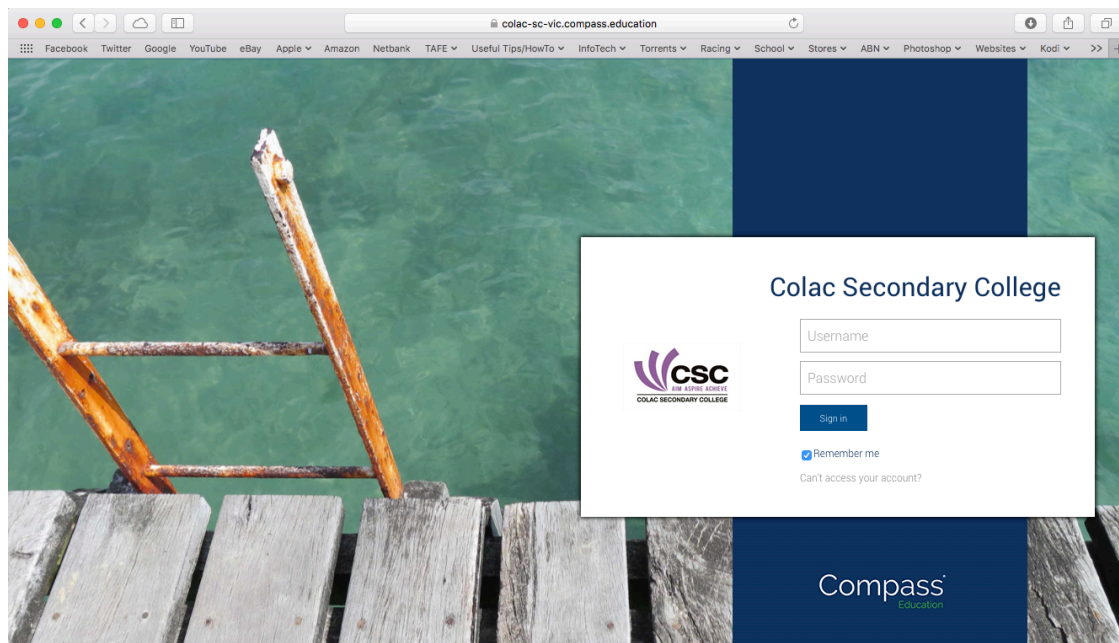 colac-sc-vic.compass.education
Facebook Twitter Google YouTube eBay Apple Amazon Netbank TAFE Useful Tips/HowTo InfoTech Torrents Racing School Stores ABN Photoshop Websites Kodi >>
Colac Secondary College
Username
CSC
AIM ASPIRE ACHIEVE
COLAC SECONDARY COLLEGE
Password
Sign in
Remember me
Can't access your account?
Compass
Education